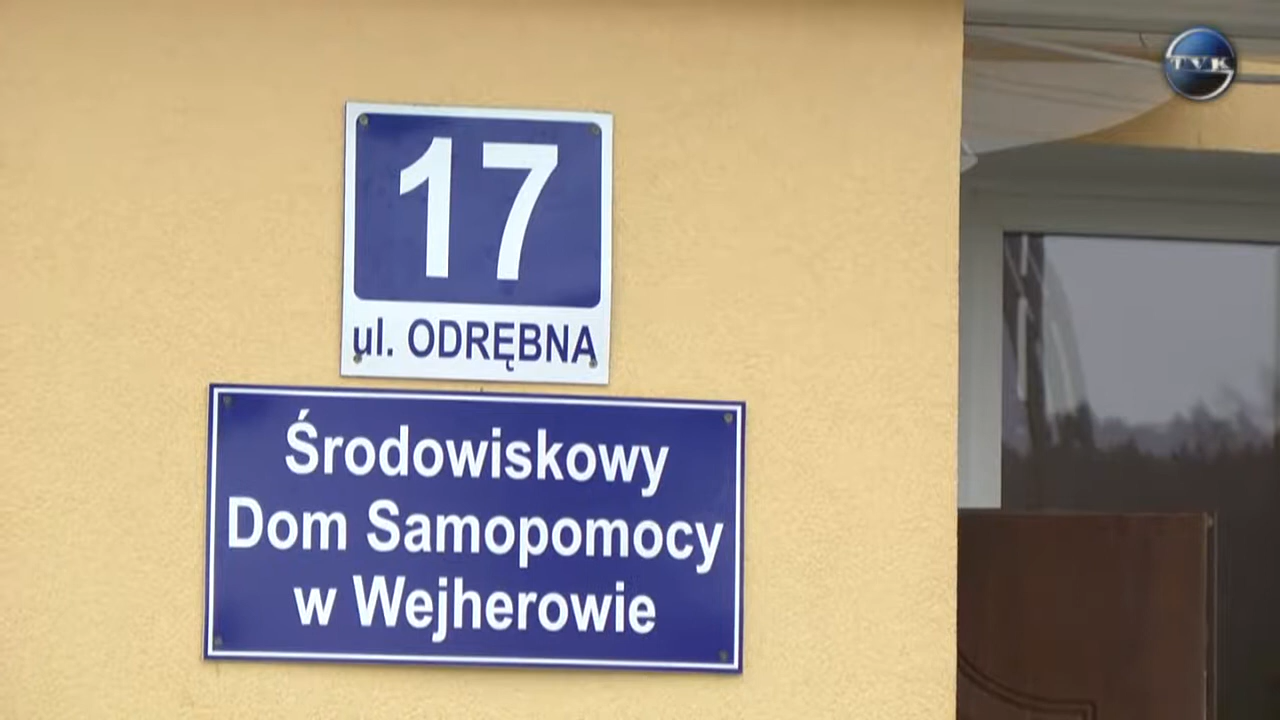 TVK
17
ul. ODRĘBNA
Środowiskowy
Dom Samopomocy
w Wejherowie